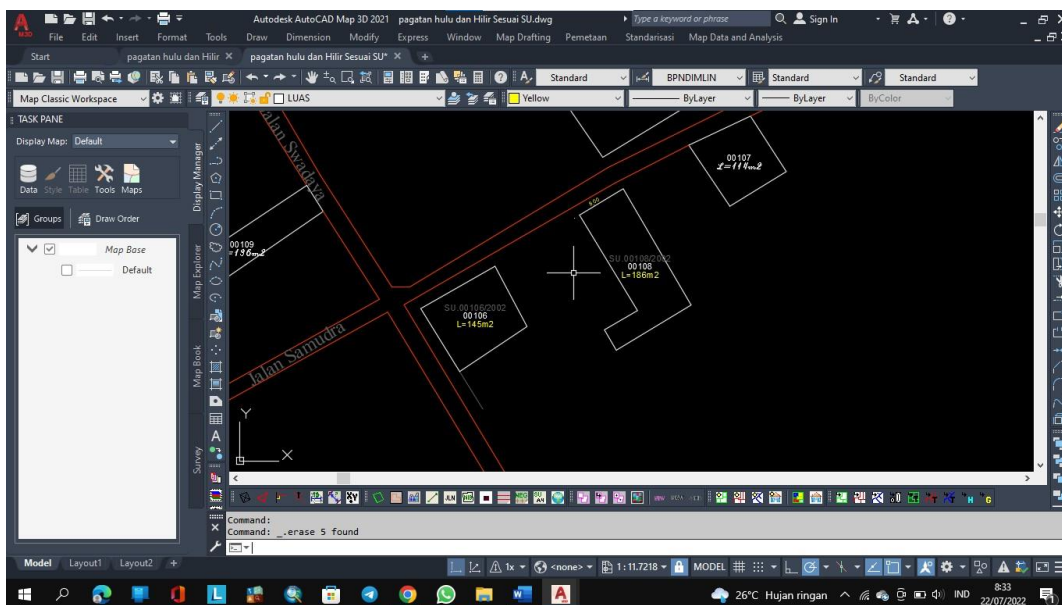 Autodesk AutoCAD Map 3D 2021 pagatan hulu dan Hilir Sesuai SU.dwg
Type a keyword or phrase
Sign In
File Edit Insert Format Tools Draw Dimension Modify Express Window Map Drafting Pemetaan Standarisasi Map Data and Analysis
Start pagatan hulu dan Hilir pagatan hulu dan Hilir Sesuai SU*
Standard BPNDIMLIN Standard Standard
Map Classic Workspace LUAS Yellow ByLayer ByLayer ByColor
TASK PANE
Display Map: Default
Data Style Table Tools Maps
Groups Draw Order
Map Base
Default
Display Manager
Map Explorer
Map Book
Survey
Jalan Swadaya
00107
L=114m2
00109
=196m2
SU.00108/2002
00108
L=186m2
SU.00106/2002
00106
L=145m2
Jalan Samudra
Y
X
Command:
Command: _.erase 5 found
Model Layout1 Layout2
1x <none> 1:11.7218 MODEL
26°C Hujan ringan IND
8:33
22/07/2022